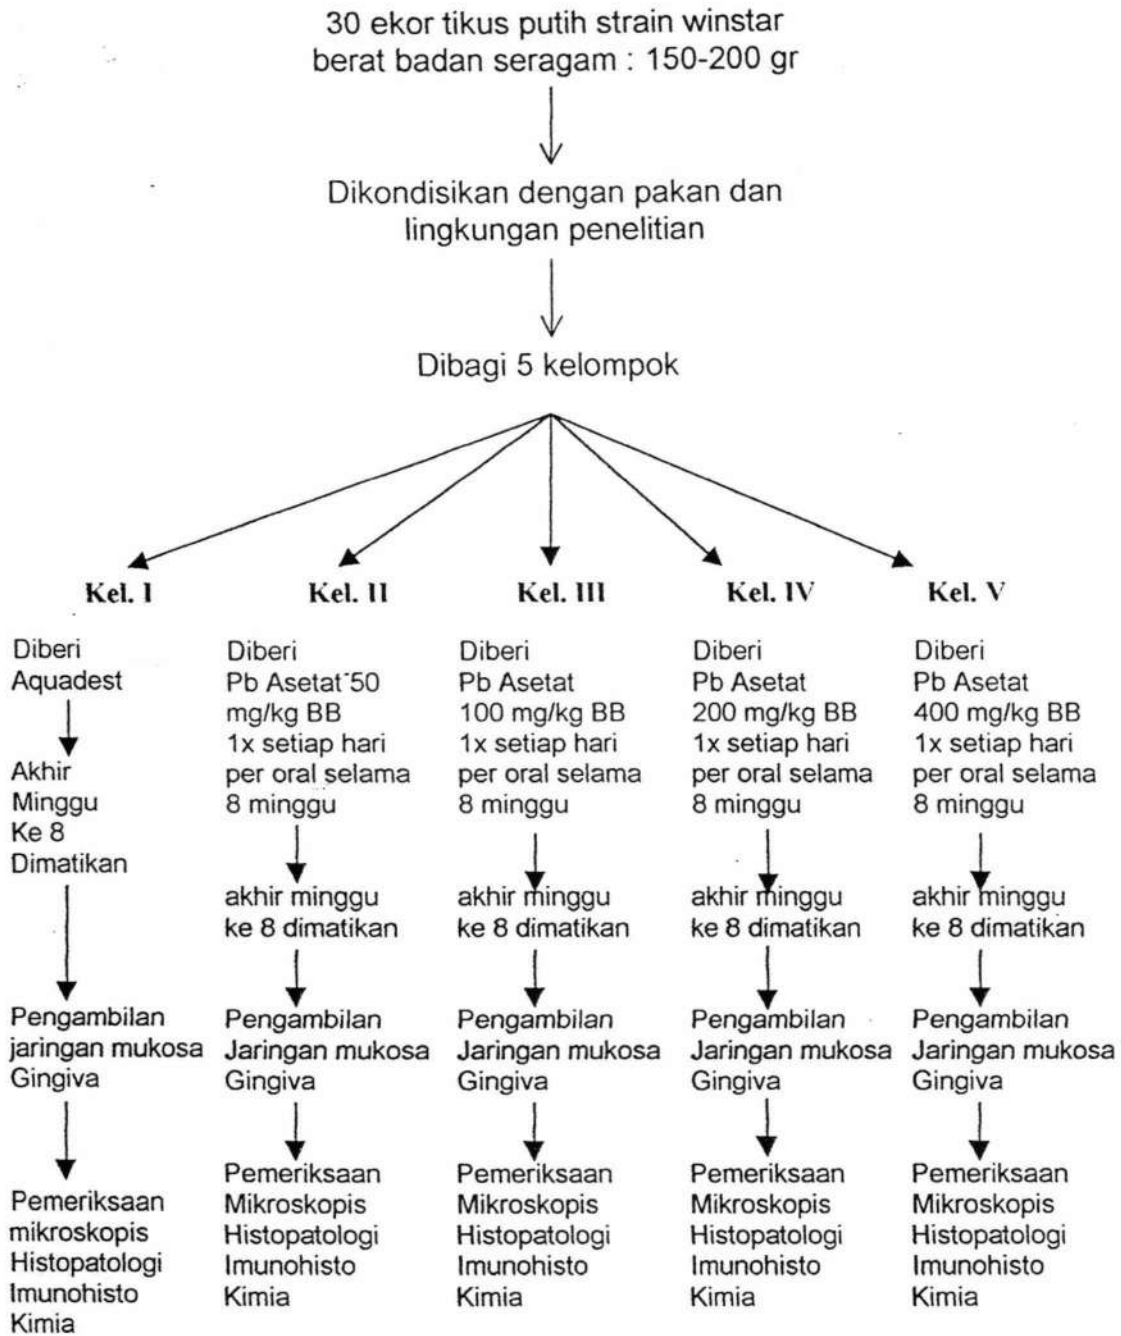 30 ekor tikus putih strain winstar
berat badan seragam : 150-200 gr
Dikondisikan dengan pakan dan
lingkungan penelitian
Dibagi 5 kelompok
Kel. I
Diberi
Aquadest
Akhir
Minggu
Ke 8
Dimatikan
Pengambilan
jaringan mukosa
Gingiva
Pemeriksaan
mikroskopis
Histopatologi
Imunohisto
Kimia
Kel. II
Diberi
Pb Asetat 50
mg/kg BB
1x setiap hari
per oral selama
8 minggu
akhir minggu
ke 8 dimatikan
Pengambilan
Jaringan mukosa
Gingiva
Pemeriksaan
Mikroskopis
Histopatologi
Imunohisto
Kimia
Kel. III
Diberi
Pb Asetat
100 mg/kg BB
1x setiap hari
per oral selama
8 minggu
akhir minggu
ke 8 dimatikan
Pengambilan
Jaringan mukosa
Gingiva
Pemeriksaan
Mikroskopis
Histopatologi
Imunohisto
Kimia
Kel. IV
Diberi
Pb Asetat
200 mg/kg BB
1x setiap hari
per oral selama
8 minggu
akhir minggu
ke 8 dimatikan
Pengambilan
Jaringan mukosa
Gingiva
Pemeriksaan
Mikroskopis
Histopatologi
Imunohisto
Kimia
Kel. V
Diberi
Pb Asetat
400 mg/kg BB
1x setiap hari
per oral selama
8 minggu
akhir minggu
ke 8 dimatikan
Pengambilan
Jaringan mukosa
Gingiva
Pemeriksaan
Mikroskopis
Histopatologi
Imunohisto
Kimia